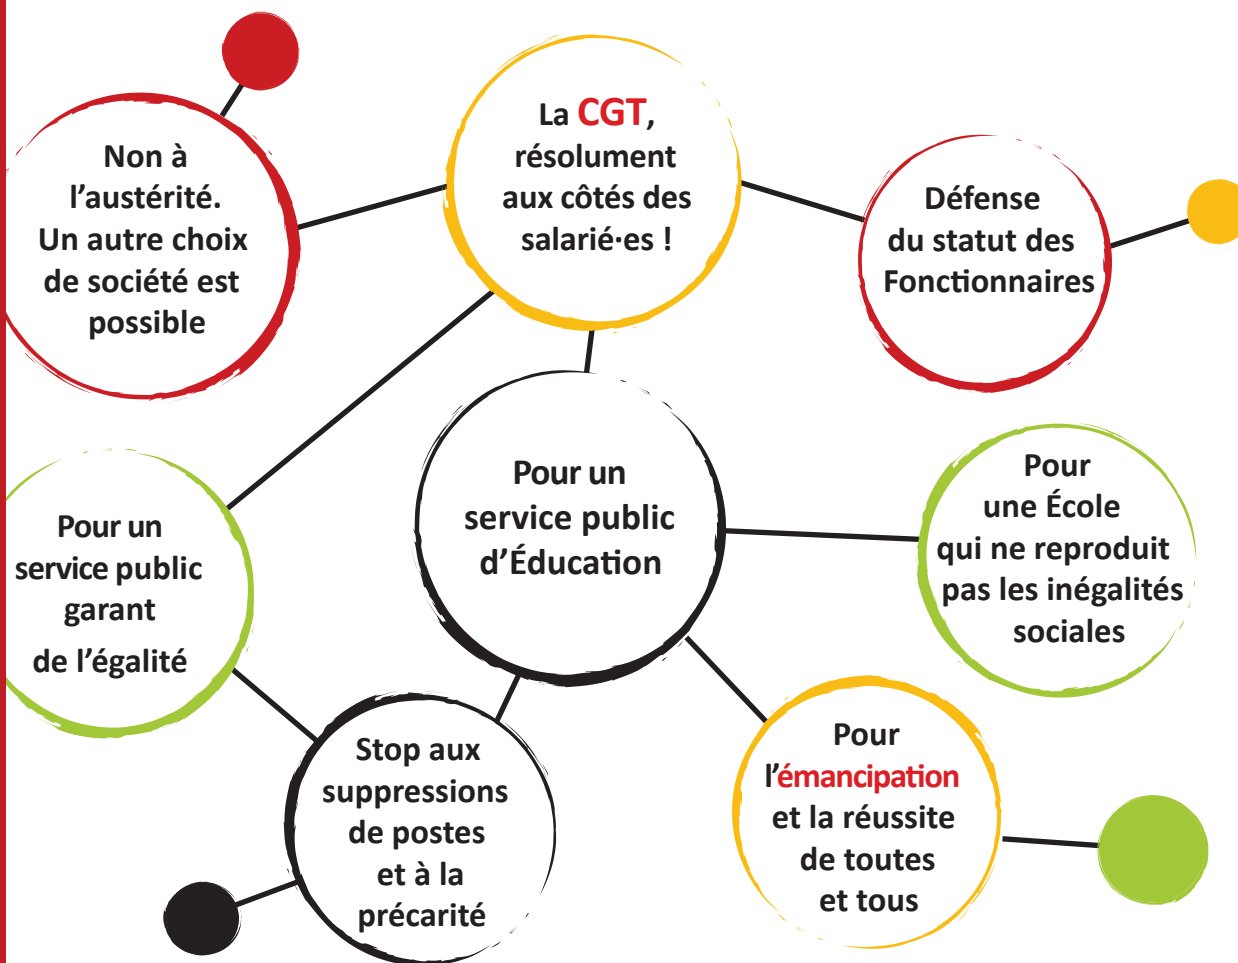 La CGT,
résolument
aux côtés des
salarié·es !
Non à
l’austérité.
Un autre choix
de société est
possible
Défense
du statut des
Fonctionnaires
Pour un
service public
d’Éducation
Pour
une École
qui ne reproduit
pas les inégalités
sociales
Pour un
service public
garant
de l’égalité
Stop aux
suppressions
de postes
et à la
précarité
Pour
l’émancipation
et la réussite
de toutes
et tous